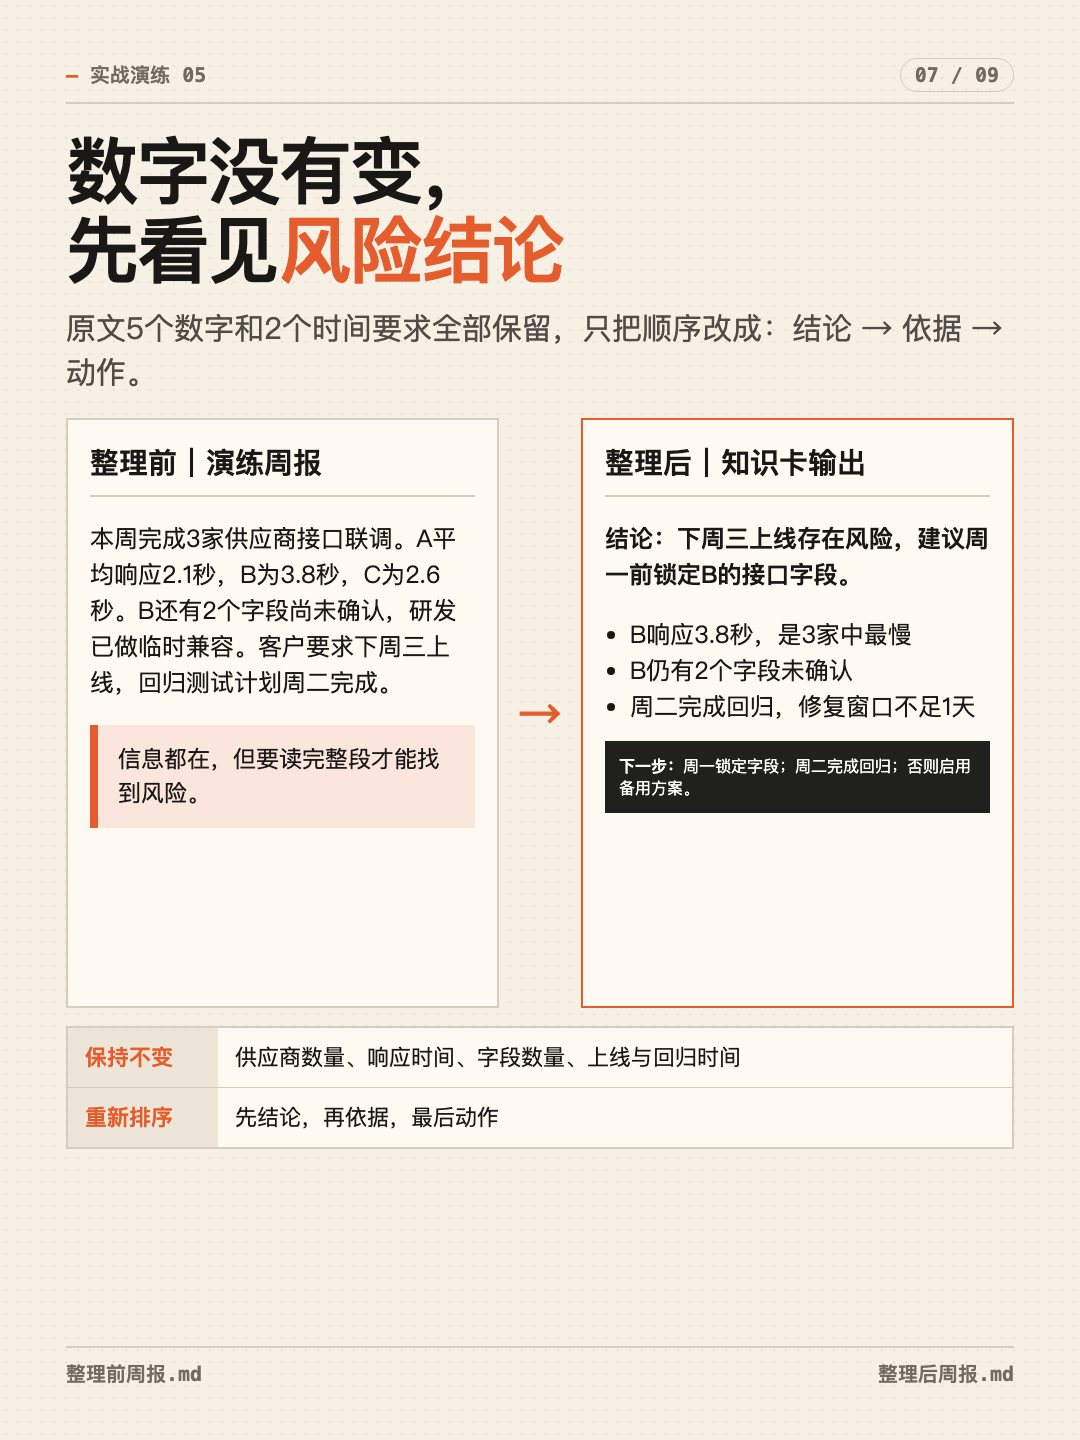 — 实战演练 05
07 / 09
数字没有变，
先看见风险结论
原文5个数字和2个时间要求全部保留，只把顺序改成：结论 → 依据 →
动作。
整理前｜演练周报
本周完成3家供应商接口联调。A平
均响应2.1秒，B为3.8秒，C为2.6
秒。B还有2个字段尚未确认，研发
已做临时兼容。客户要求下周三上
线，回归测试计划周二完成。
信息都在，但要读完整段才能找
到风险。
→
整理后｜知识卡输出
结论：下周三上线存在风险，建议周
一前锁定B的接口字段。
• B响应3.8秒，是3家中最慢
• B仍有2个字段未确认
• 周二完成回归，修复窗口不足1天
下一步：周一锁定字段；周二完成回归；否则启用
备用方案。
保持不变 供应商数量、响应时间、字段数量、上线与回归时间
重新排序 先结论，再依据，最后动作
整理前周报.md
整理后周报.md